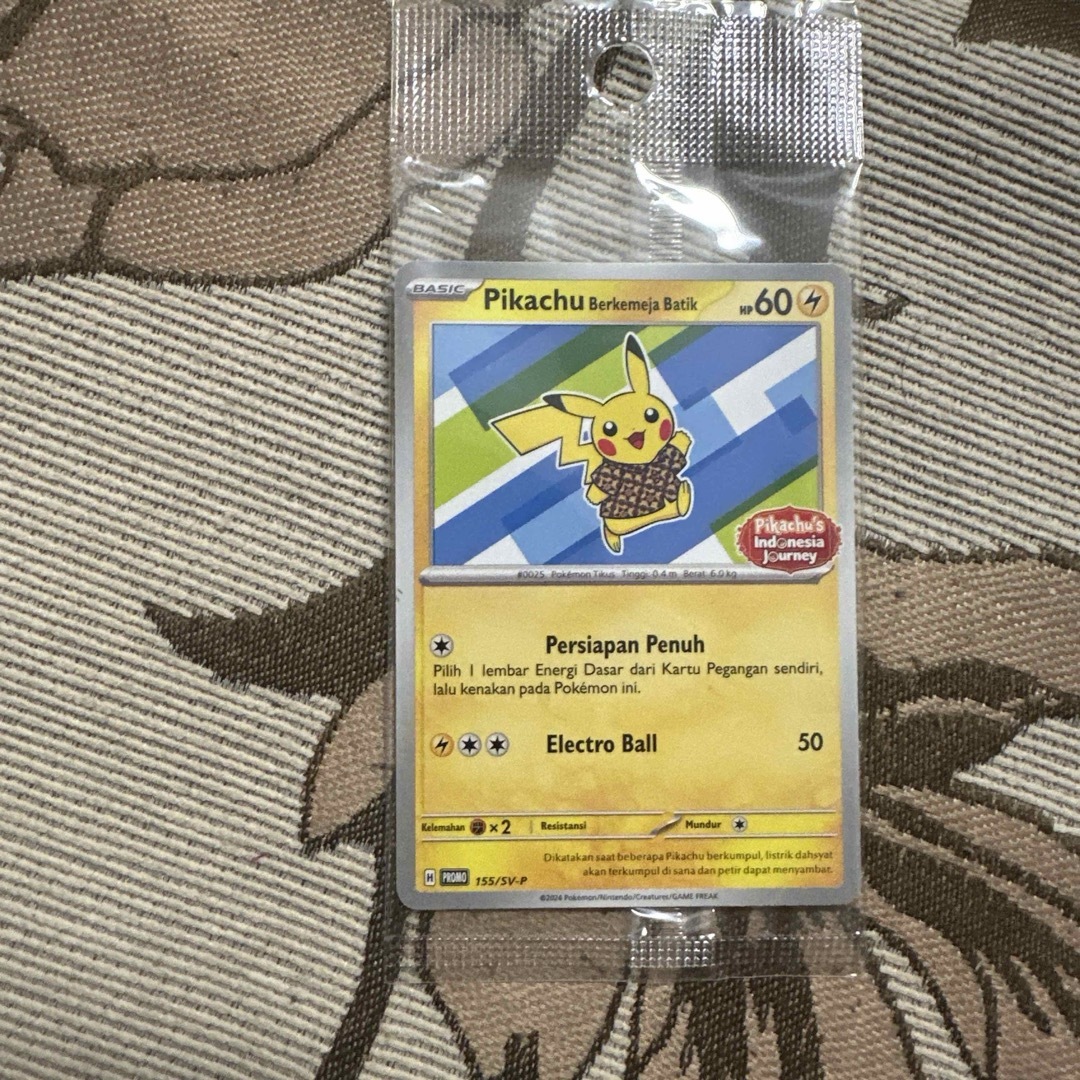 BASIC Pikachu Berkemeja Batik HP 60
Pikachu's
Indonesia
Journey
#0025 Pokémon Tikus Tinggi: 0.4 m Berat: 6.0 kg
Persiapan Penuh
Pilih 1 lembar Energi Dasar dari Kartu Pegangan sendiri,
lalu kenakan pada Pokémon ini.
Electro Ball 50
Kelemahan ×2 Resistansi Mundur
Dikatakan saat beberapa Pikachu berkumpul, listrik dahsyat
akan terkumpul di sana dan petir dapat menyambar.
H PROMO 155/SV-P
©2024 Pokémon/Nintendo/Creatures/GAME FREAK